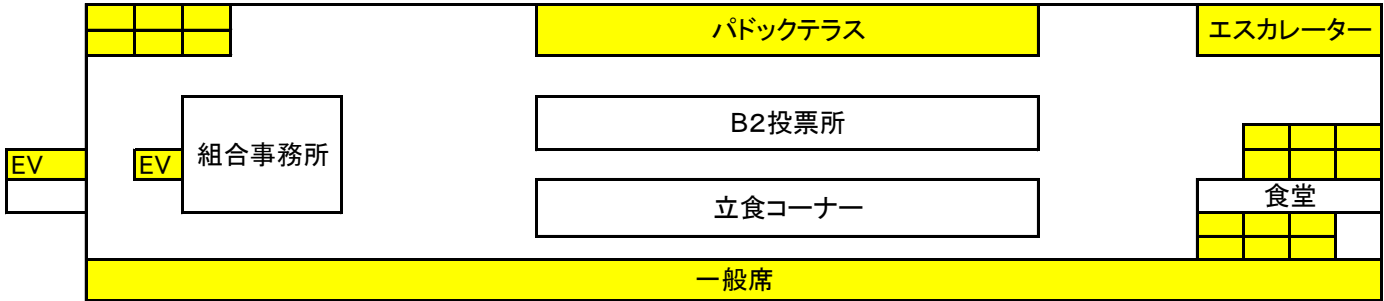 パドックテラス
エスカレーター
B2投票所
EV
EV
組合事務所
食堂
立食コーナー
一般席